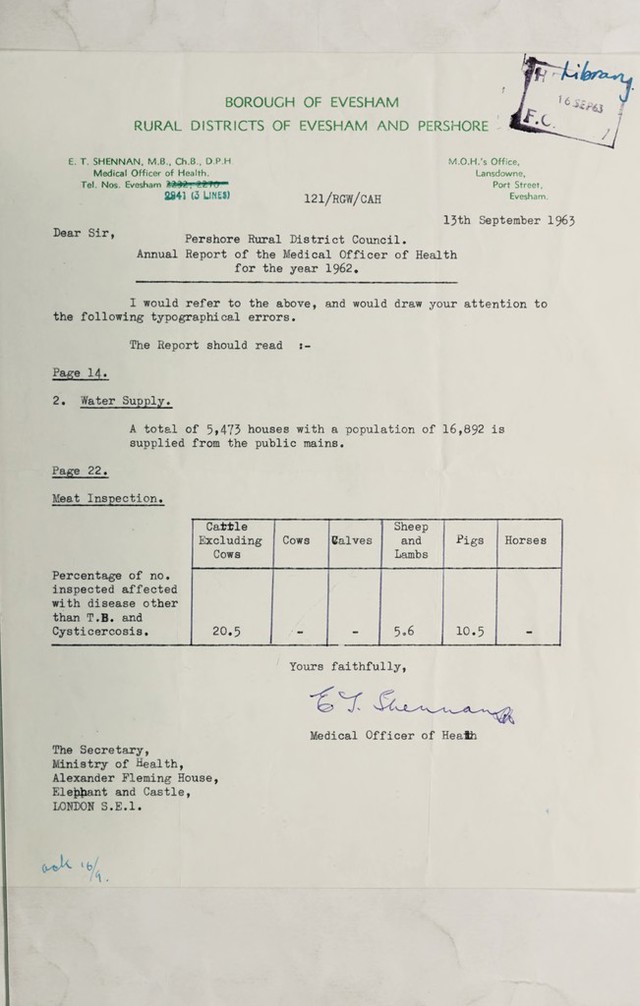 H Library.
16 SEP 63
F.C.
BOROUGH OF EVESHAM
RURAL DISTRICTS OF EVESHAM AND PERSHORE
E. T. SHENNAN, M.B., Ch.B., D.P.H.
Medical Officer of Health.
Tel. Nos. Evesham 2232, 2270
2941 (3 LINES)
M.O.H.'s Office,
Lansdowne,
Port Street,
Evesham.
121/RGW/CAH
13th September 1963
Dear Sir,
Pershore Rural District Council.
Annual Report of the Medical Officer of Health
for the year 1962.
I would refer to the above, and would draw your attention to
the following typographical errors.
The Report should read :-
Page 14.
2. Water Supply.
A total of 5,473 houses with a population of 16,892 is
supplied from the public mains.
Page 22.
Meat Inspection.
Cattle Excluding Cows | Cows | Calves | Sheep and Lambs | Pigs | Horses
Percentage of no.
inspected affected
with disease other
than T.B. and
Cysticercosis. 20.5 - - 5.6 10.5 -
Yours faithfully,
E T. Shennan
Medical Officer of Health
The Secretary,
Ministry of Health,
Alexander Fleming House,
Elephant and Castle,
LONDON S.E.1.
ack 16/9.